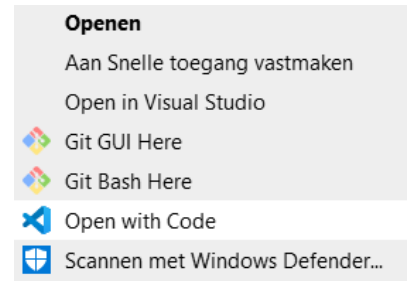 Openen
Aan Snelle toegang vastmaken
Open in Visual Studio
Git GUI Here
Git Bash Here
Open with Code
Scannen met Windows Defender...